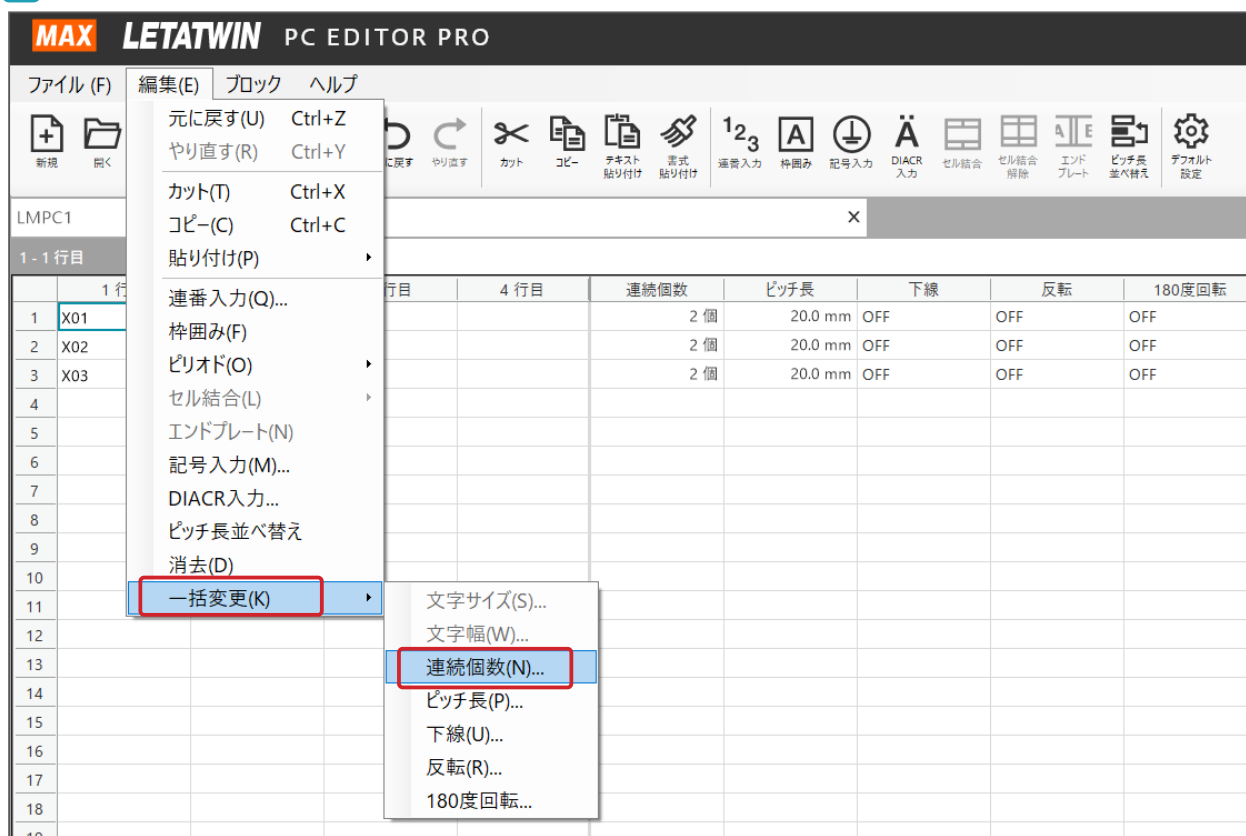 MAX LETATWIN PC EDITOR PRO
ファイル (F) 編集(E) ブロック ヘルプ
新規 開く に戻す やり直す カット コピー テキスト貼り付け 書式貼り付け 連番入力 枠囲み 記号入力 DIACR入力 セル結合 セル結合解除 エンドプレート ピッチ長並べ替え デフォルト設定
元に戻す(U) Ctrl+Z
やり直す(R) Ctrl+Y
カット(T) Ctrl+X
コピー(C) Ctrl+C
貼り付け(P)
連番入力(Q)...
枠囲み(F)
ピリオド(O)
セル結合(L)
エンドプレート(N)
記号入力(M)...
DIACR入力...
ピッチ長並べ替え
消去(D)
一括変更(K)
文字サイズ(S)...
文字幅(W)...
連続個数(N)...
ピッチ長(P)...
下線(U)...
反転(R)...
180度回転...
LMPC1 ×
1 - 1 行目
1 行 行目 4 行目 連続個数 ピッチ長 下線 反転 180度回転
1 X01 2 個 20.0 mm OFF OFF OFF
2 X02 2 個 20.0 mm OFF OFF OFF
3 X03 2 個 20.0 mm OFF OFF OFF
4
5
6
7
8
9
10
11
12
13
14
15
16
17
18